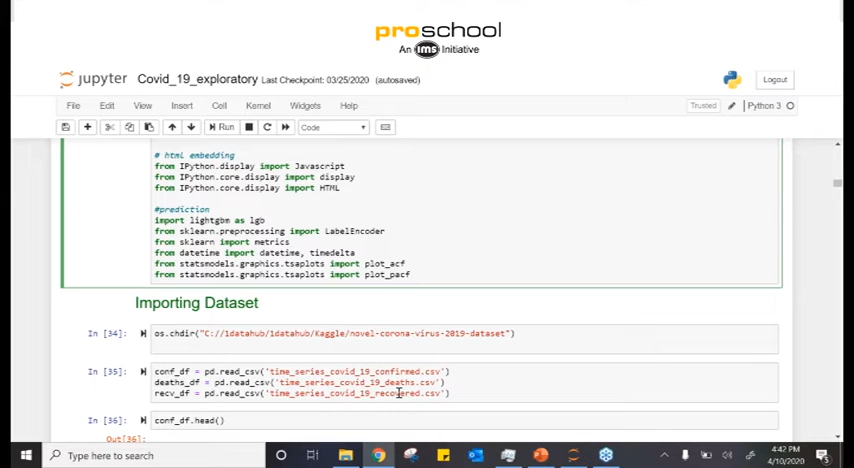 proschool
An ims Initiative
jupyter Covid_19_exploratory Last Checkpoint: 03/25/2020 (autosaved)
Logout
File Edit View Insert Cell Kernel Widgets Help
Trusted Python 3
Run Code
# html embedding
from IPython.display import Javascript
from IPython.core.display import display
from IPython.core.display import HTML
#prediction
import lightgbm as lgb
from sklearn.preprocessing import LabelEncoder
from sklearn import metrics
from datetime import datetime, timedelta
from statsmodels.graphics.tsaplots import plot_acf
from statsmodels.graphics.tsaplots import plot_pacf
Importing Dataset
In [34]: os.chdir("C://1datahub/1datahub/Kaggle/novel-corona-virus-2019-dataset")
In [35]: conf_df = pd.read_csv('time_series_covid_19_confirmed.csv')
deaths_df = pd.read_csv('time_series_covid_19_deaths.csv')
recv_df = pd.read_csv('time_series_covid_19_recovered.csv')
In [36]: conf_df.head()
Out[36]:
Type here to search
4:42 PM
4/10/2020
5